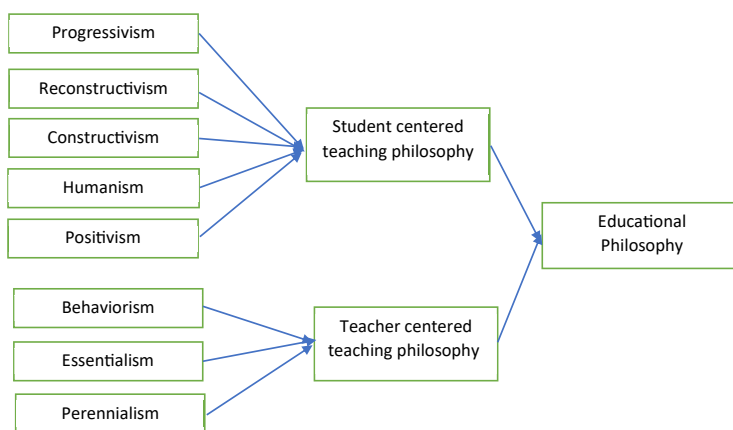 Progressivism
Reconstructivism
Constructivism
Humanism
Positivism
Student centered
teaching philosophy
Behaviorism
Essentialism
Perennialism
Teacher centered
teaching philosophy
Educational
Philosophy